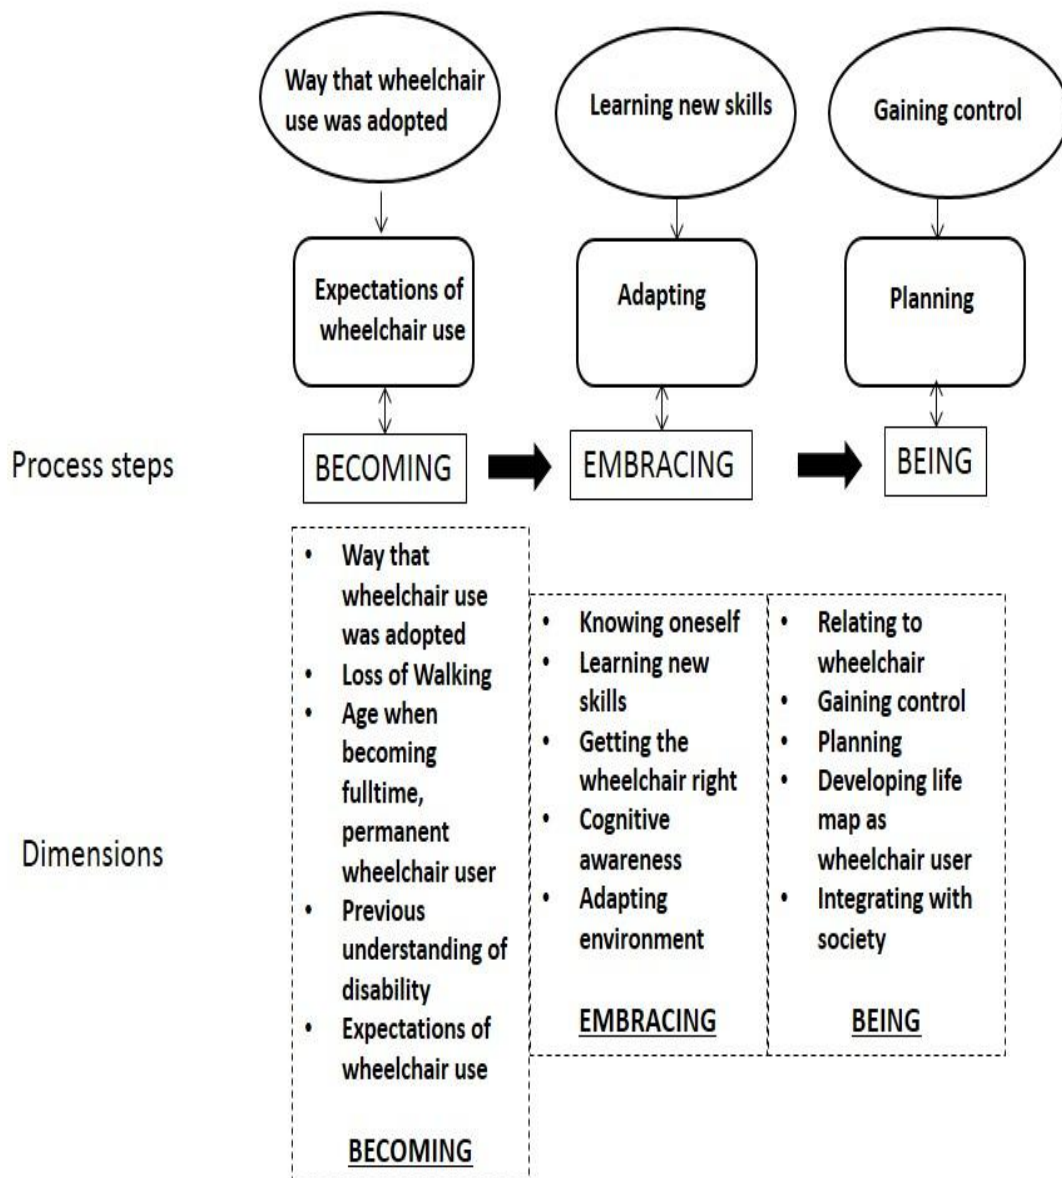 Way that wheelchair
use was adopted
Learning new skills
Gaining control
Expectations of
wheelchair use
Adapting
Planning
Process steps
BECOMING
EMBRACING
BEING
Dimensions
• Way that
wheelchair use
was adopted
• Loss of Walking
• Age when
becoming
fulltime,
permanent
wheelchair user
• Previous
understanding of
disability
• Expectations of
wheelchair use
BECOMING
• Knowing oneself
• Learning new
skills
• Getting the
wheelchair right
• Cognitive
awareness
• Adapting
environment
EMBRACING
• Relating to
wheelchair
• Gaining control
• Planning
• Developing life
map as
wheelchair user
• Integrating with
society
BEING